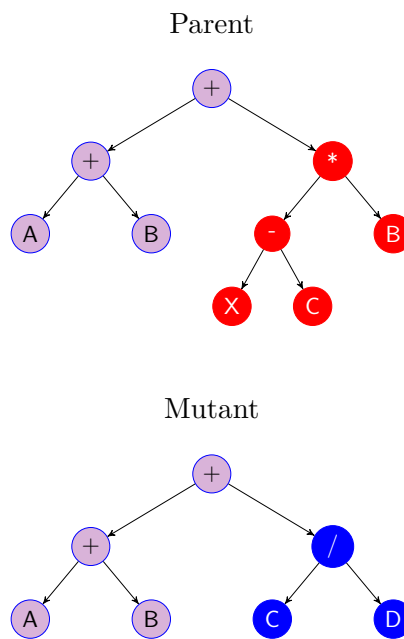 Parent
+
+ *
A B - B
X C
Mutant
+
+ /
A B C D